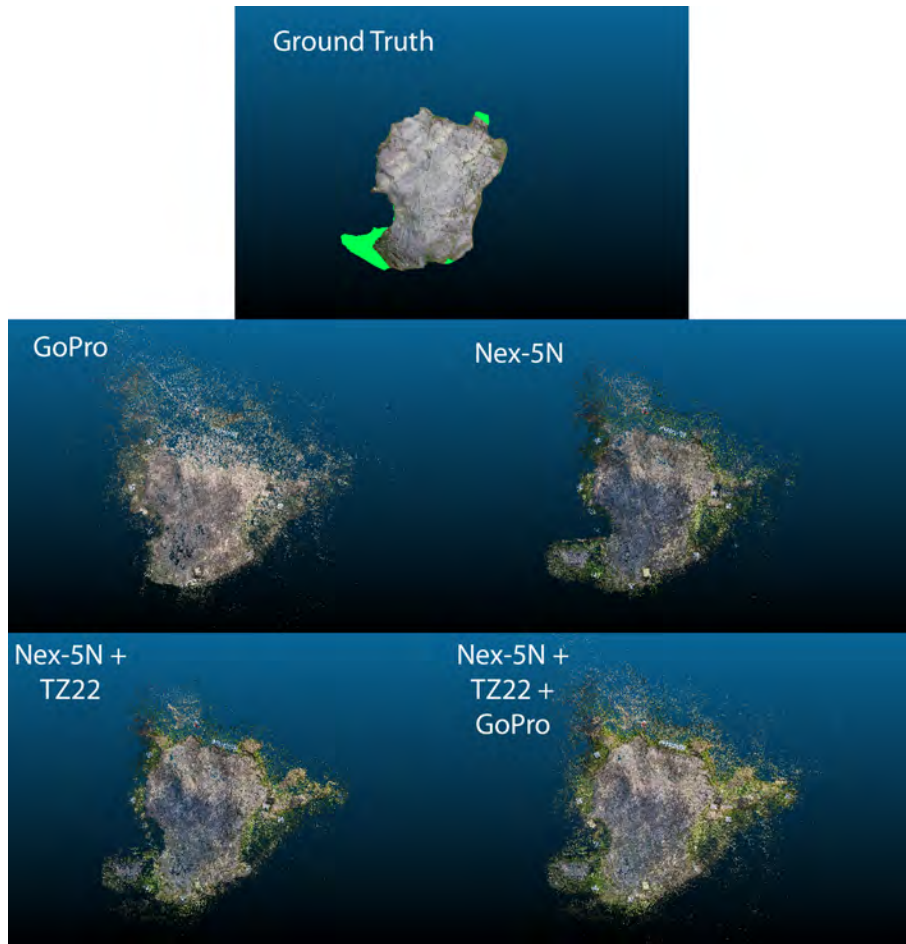 Ground Truth
GoPro
Nex-5N
Nex-5N +
TZ22
Nex-5N +
TZ22 +
GoPro